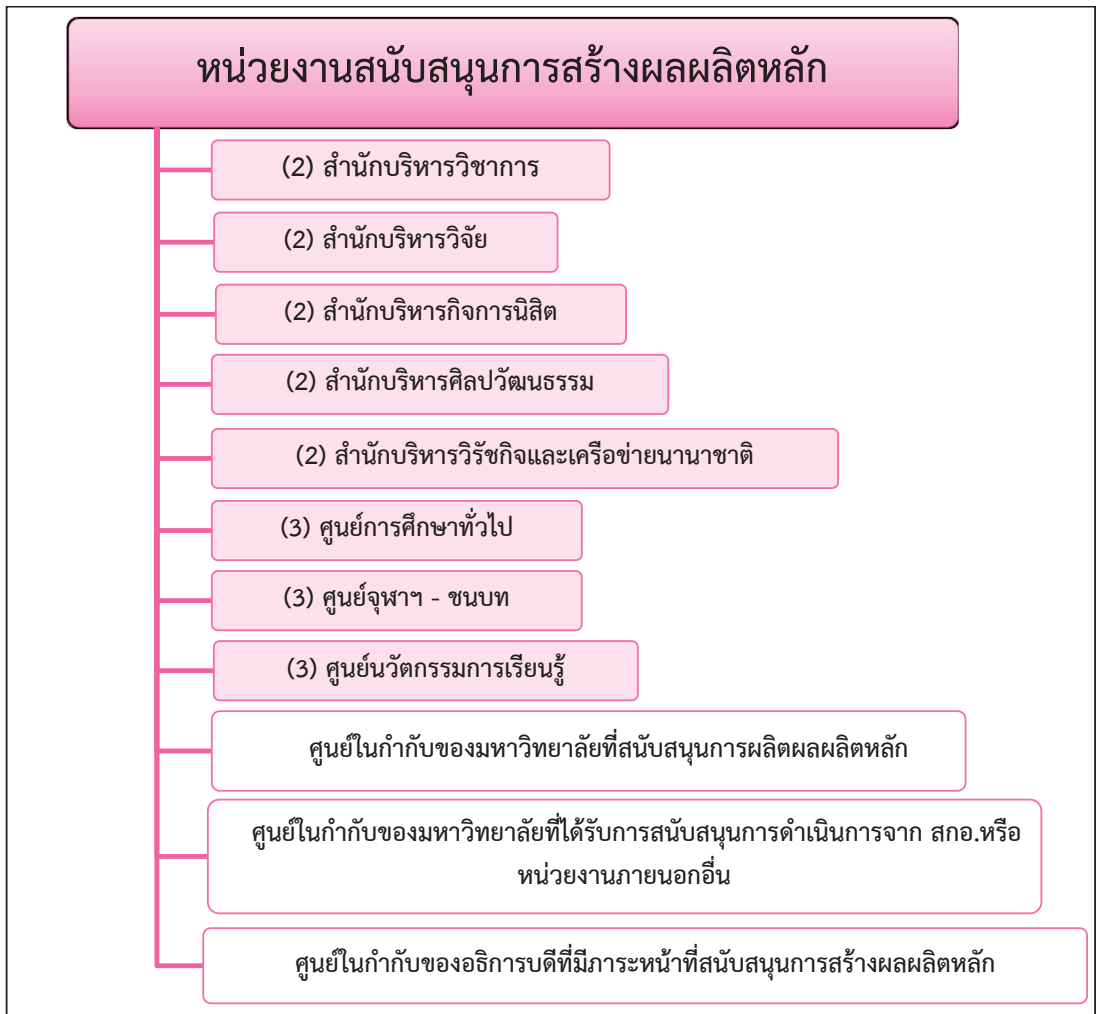 หน่วยงานสนับสนุนการสร้างผลผลิตหลัก
(2) สำนักบริหารวิชาการ
(2) สำนักบริหารวิจัย
(2) สำนักบริหารกิจการนิสิต
(2) สำนักบริหารศิลปวัฒนธรรม
(2) สำนักบริหารวิรัชกิจและเครือข่ายนานาชาติ
(3) ศูนย์การศึกษาทั่วไป
(3) ศูนย์จุฬาฯ - ชนบท
(3) ศูนย์นวัตกรรมการเรียนรู้
ศูนย์ในกำกับของมหาวิทยาลัยที่สนับสนุนการผลิตผลผลิตหลัก
ศูนย์ในกำกับของมหาวิทยาลัยที่ได้รับการสนับสนุนการดำเนินการจาก สกอ.หรือ
หน่วยงานภายนอกอื่น
ศูนย์ในกำกับของอธิการบดีที่มีภาระหน้าที่สนับสนุนการสร้างผลผลิตหลัก